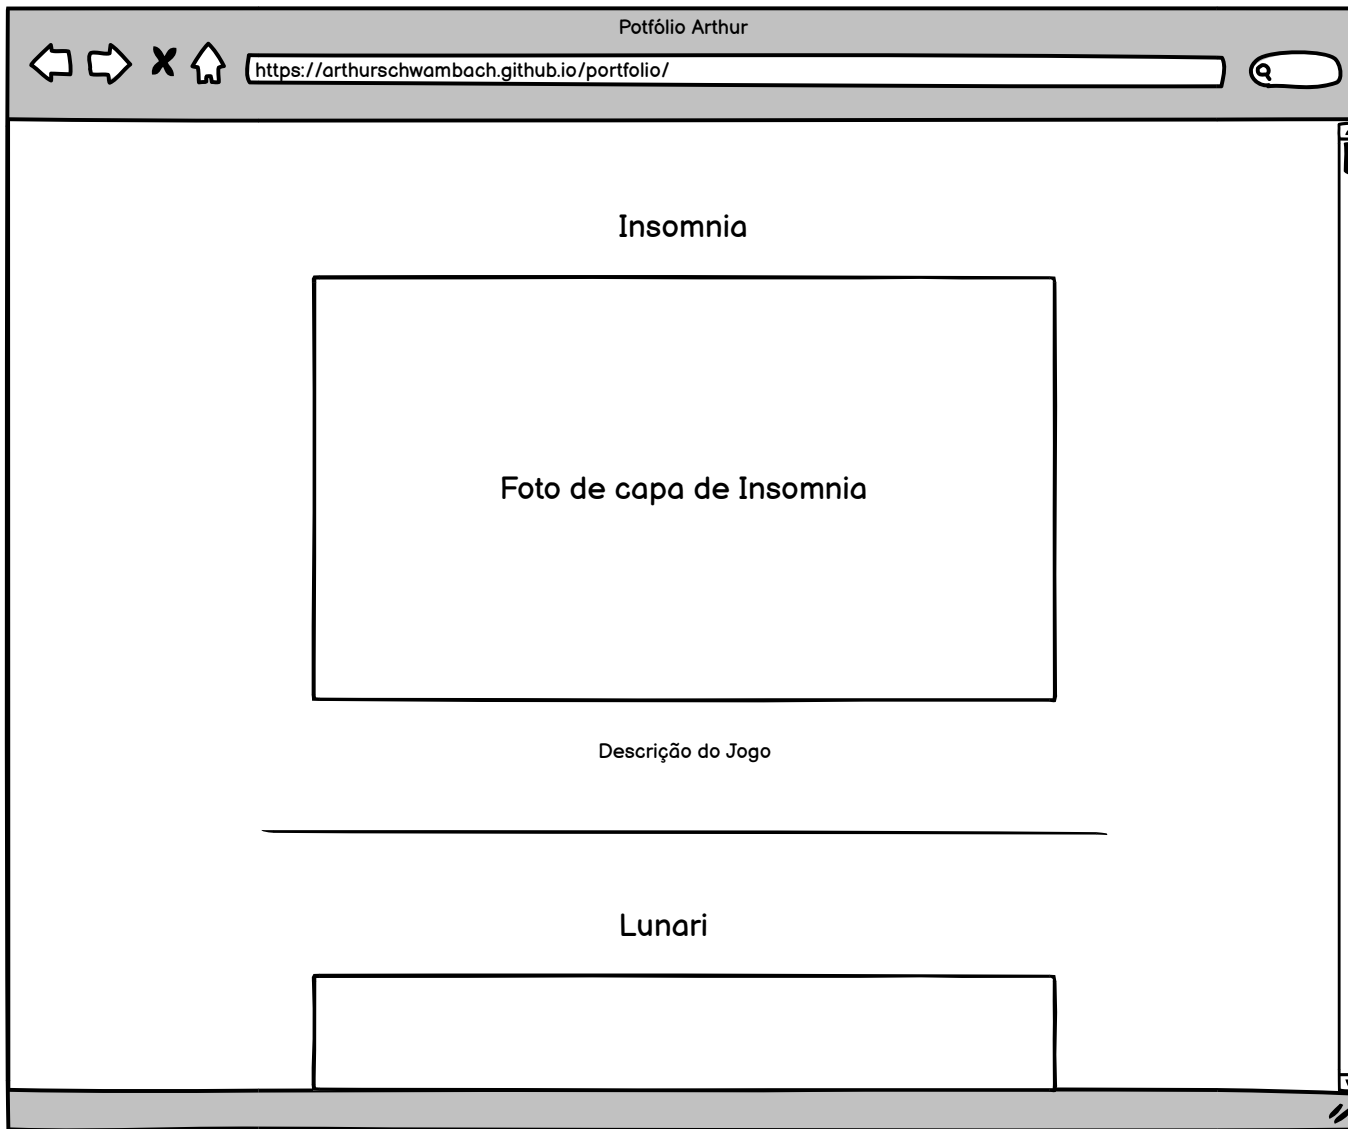 Potfólio Arthur
https://arthurschwambach.github.io/portfolio/
Insomnia
Foto de capa de Insomnia
Descrição do Jogo
Lunari